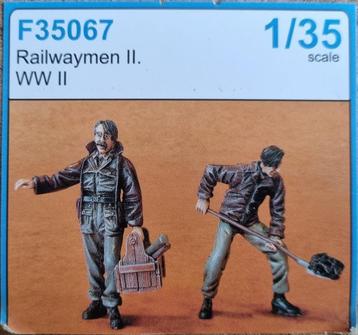 F35067
1/35
Railwaymen II.
scale
WW II